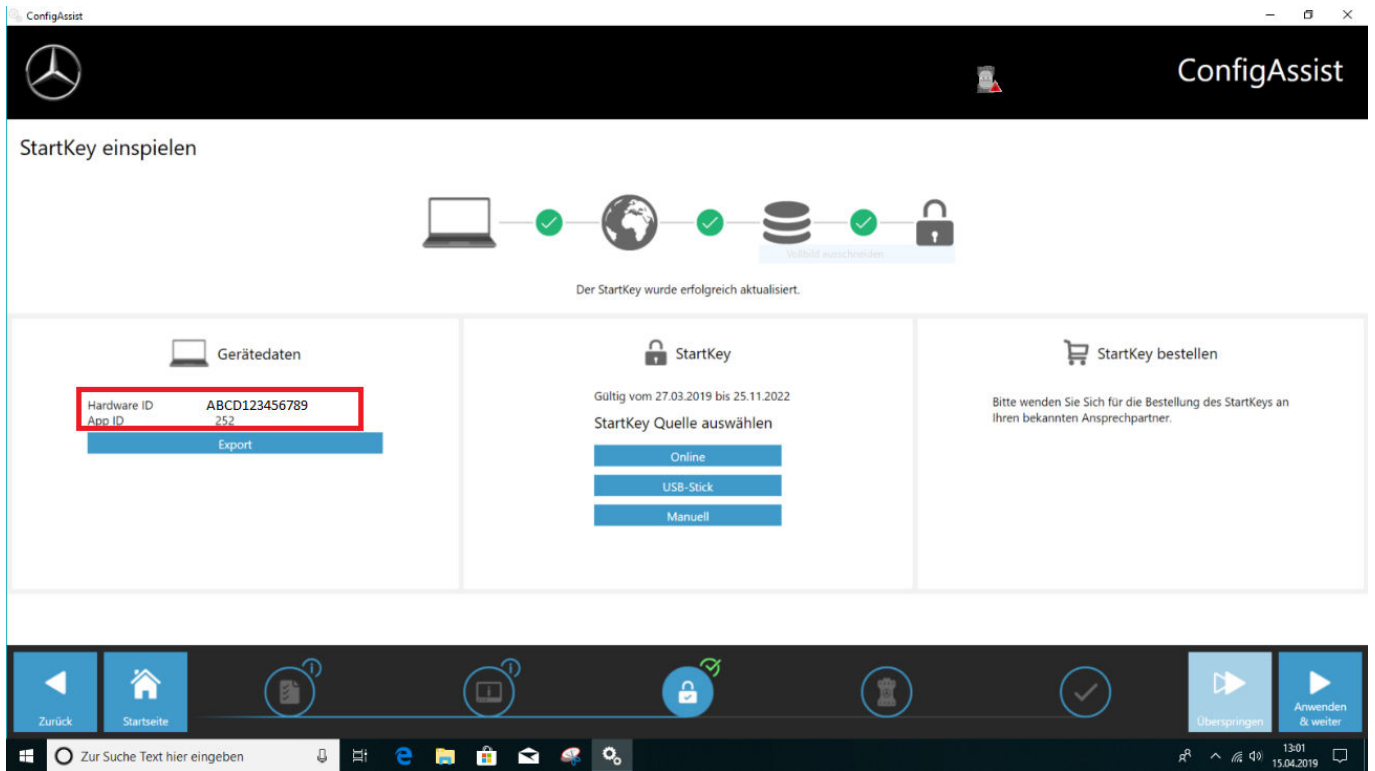 ConfigAssist
ConfigAssist
StartKey einspielen
Vollbild ausschneiden
Der StartKey wurde erfolgreich aktualisiert.
Gerätedaten
Hardware ID ABCD123456789
App ID 252
Export
StartKey
Gültig vom 27.03.2019 bis 25.11.2022
StartKey Quelle auswählen
Online
USB-Stick
Manuell
StartKey bestellen
Bitte wenden Sie Sich für die Bestellung des StartKeys an
Ihren bekannten Ansprechpartner.
Zurück
Startseite
Überspringen
Anwenden
& weiter
Zur Suche Text hier eingeben
13:01
15.04.2019